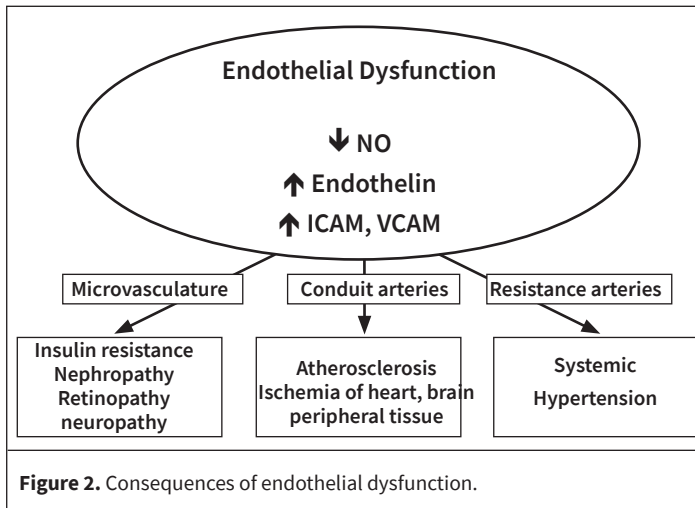 Endothelial Dysfunction
🡻 NO
🡹 Endothelin
🡹 ICAM, VCAM
Microvasculature
Conduit arteries
Resistance arteries
Insulin resistance
Nephropathy
Retinopathy
neuropathy
Atherosclerosis
Ischemia of heart, brain
peripheral tissue
Systemic
Hypertension
Figure 2. Consequences of endothelial dysfunction.